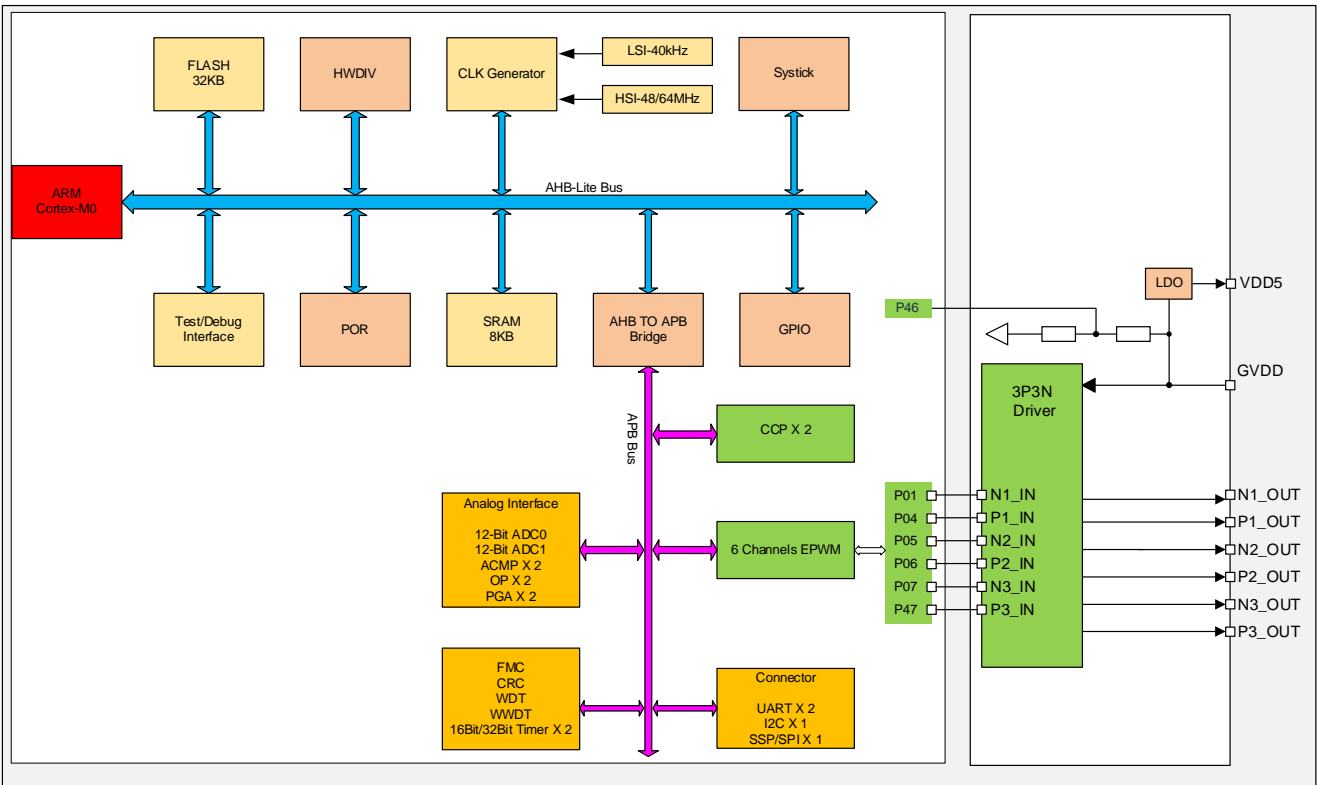 FLASH
32KB
HWDIV
CLK Generator
LSI-40kHz
HSI-48/64MHz
Systick
ARM
Cortex-M0
AHB-Lite Bus
Test/Debug
Interface
POR
SRAM
8KB
AHB TO APB
Bridge
GPIO
P46
LDO
VDD5
GVDD
3P3N
Driver
APB Bus
CCP X 2
Analog Interface
12-Bit ADC0
12-Bit ADC1
ACMP X 2
OP X 2
PGA X 2
6 Channels EPWM
P01
P04
P05
P06
P07
P47
N1_IN
P1_IN
N2_IN
P2_IN
N3_IN
P3_IN
N1_OUT
P1_OUT
N2_OUT
P2_OUT
N3_OUT
P3_OUT
FMC
CRC
WDT
WWDT
16Bit/32Bit Timer X 2
Connector
UART X 2
I2C X 1
SSP/SPI X 1